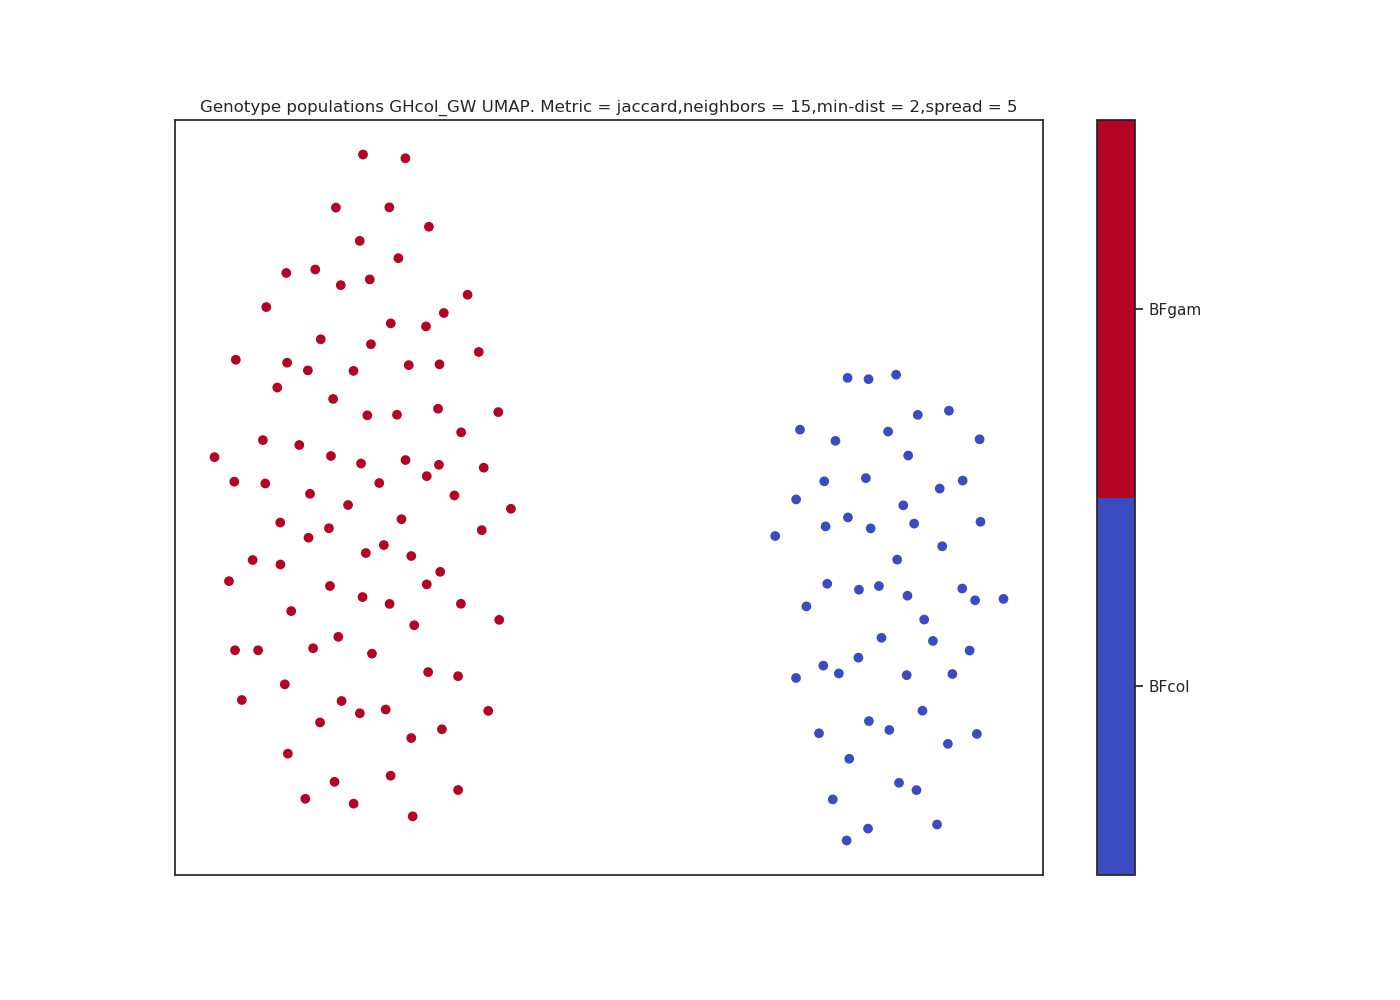 Genotype populations GHcol_GW UMAP. Metric = jaccard,neighbors = 15,min-dist = 2,spread = 5
BFgam
BFcol